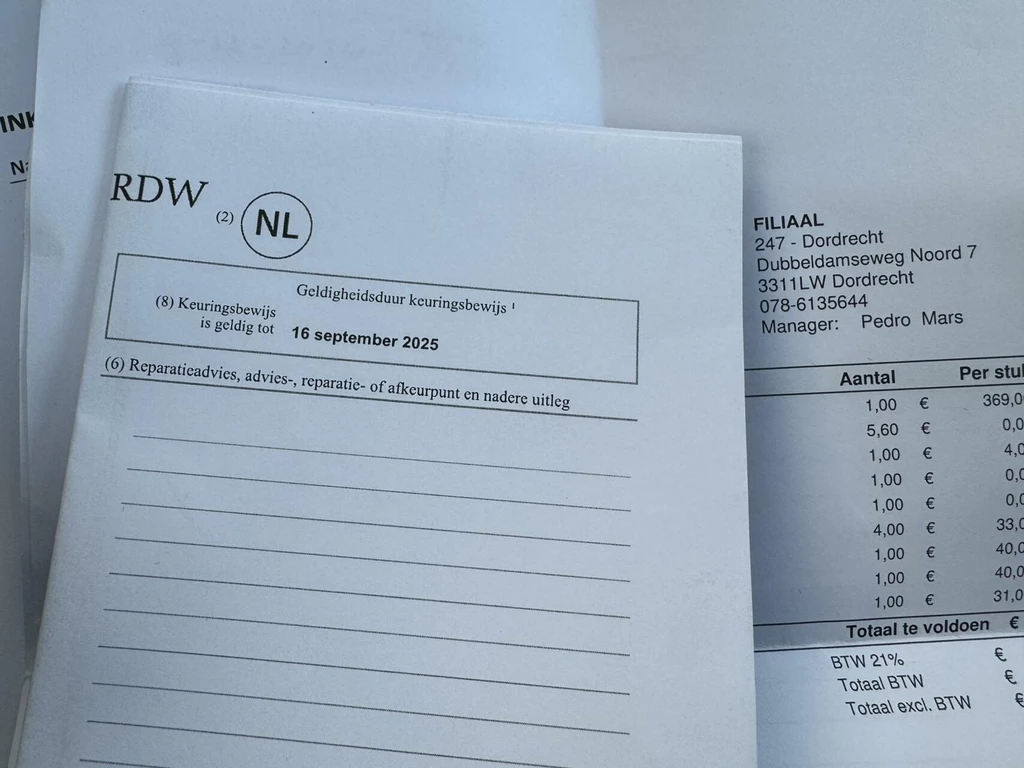 RDW (2) NL
Geldigheidsduur keuringsbewijs 1
(8) Keuringsbewijs
is geldig tot 16 september 2025
(6) Reparatieadvies, advies-, reparatie- of afkeurpunt en nadere uitleg
FILIAAL
247 - Dordrecht
Dubbeldamseweg Noord 7
3311LW Dordrecht
078-6135644
Manager: Pedro Mars
Aantal Per
1,00 €
5,60 €
1,00 €
1,00 €
1,00 €
4,00 €
1,00 €
1,00 €
1,00 €
Totaal te voldoen €
BTW 21% €
Totaal BTW €
Totaal excl. BTW €